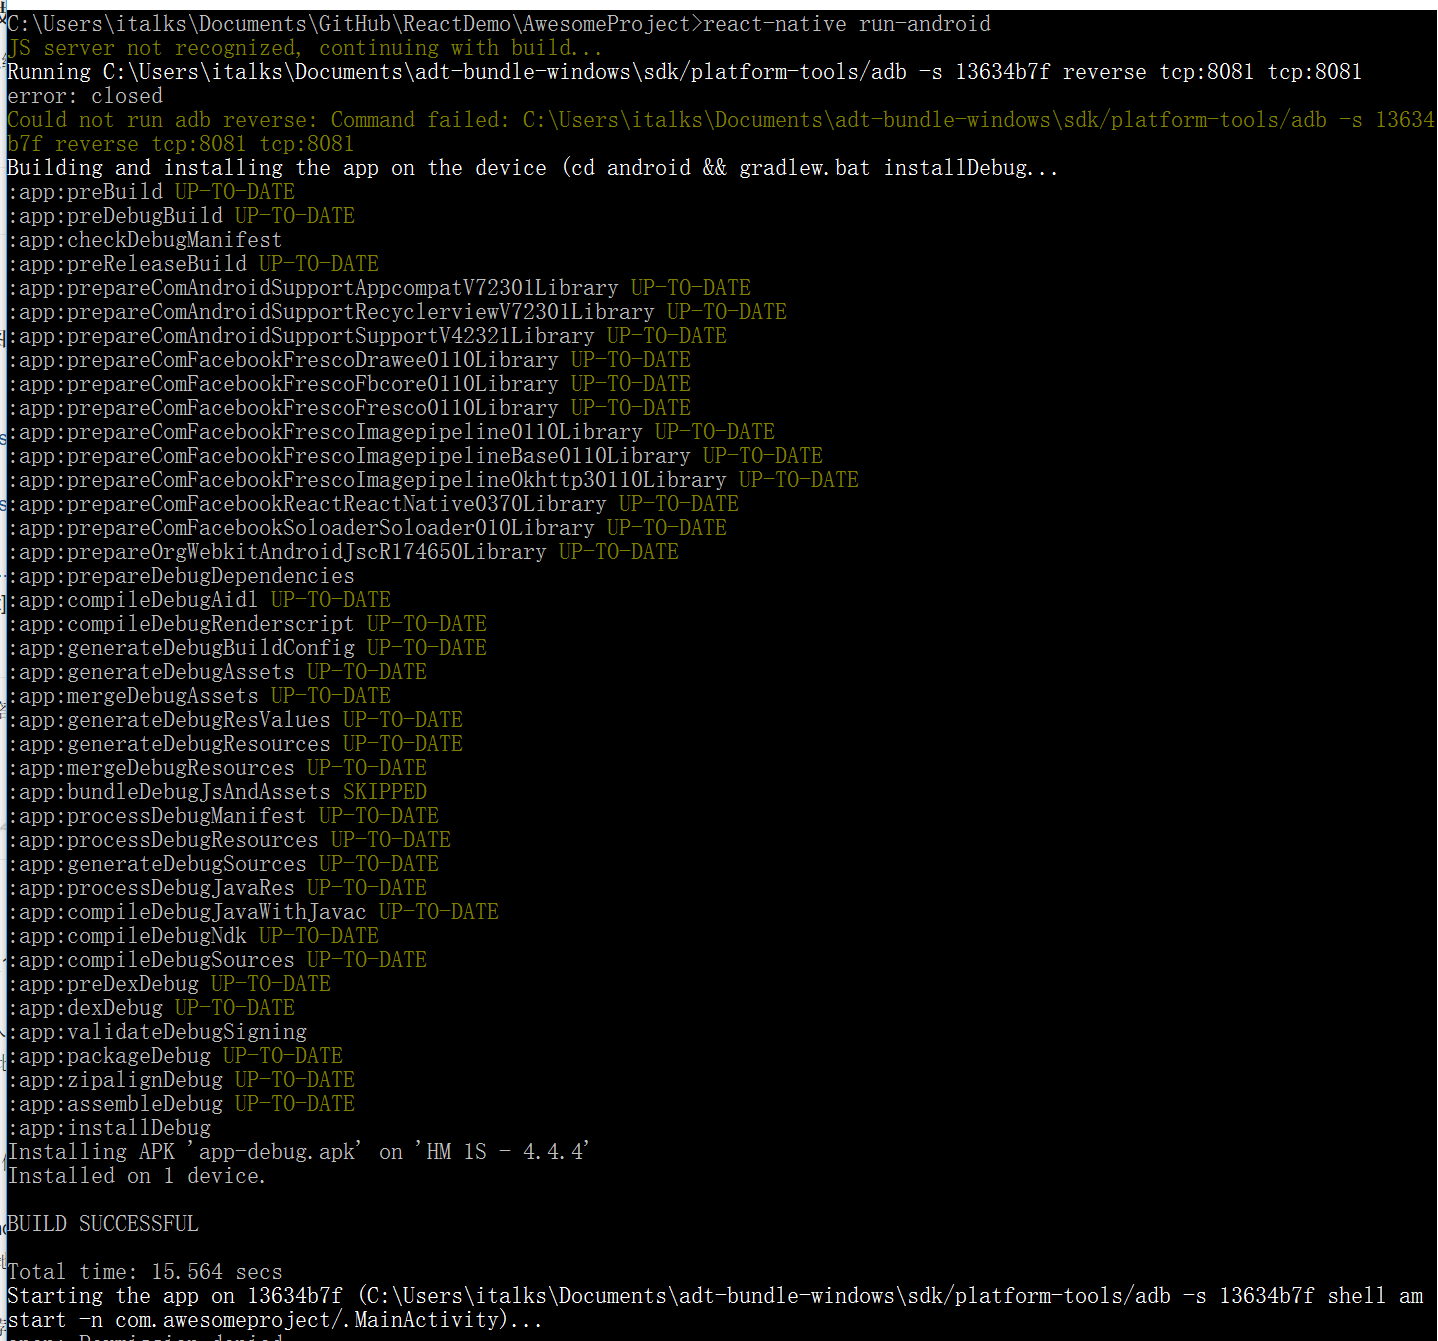 C:\Users\italks\Documents\GitHub\ReactDemo\AwesomeProject>react-native run-android
JS server not recognized, continuing with build...
Running C:\Users\italks\Documents\adt-bundle-windows\sdk/platform-tools/adb -s 13634b7f reverse tcp:8081 tcp:8081
error: closed
Could not run adb reverse: Command failed: C:\Users\italks\Documents\adt-bundle-windows\sdk/platform-tools/adb -s 13634
b7f reverse tcp:8081 tcp:8081
Building and installing the app on the device (cd android && gradlew.bat installDebug...
:app:preBuild UP-TO-DATE
:app:preDebugBuild UP-TO-DATE
:app:checkDebugManifest
:app:preReleaseBuild UP-TO-DATE
:app:prepareComAndroidSupportAppcompatV72301Library UP-TO-DATE
:app:prepareComAndroidSupportRecyclerviewV72301Library UP-TO-DATE
:app:prepareComAndroidSupportSupportV42321Library UP-TO-DATE
:app:prepareComFacebookFrescoDrawee0110Library UP-TO-DATE
:app:prepareComFacebookFrescoFbcore0110Library UP-TO-DATE
:app:prepareComFacebookFrescoFresco0110Library UP-TO-DATE
:app:prepareComFacebookFrescoImagepipeline0110Library UP-TO-DATE
:app:prepareComFacebookFrescoImagepipelineBase0110Library UP-TO-DATE
:app:prepareComFacebookFrescoImagepipelineOkhttp30110Library UP-TO-DATE
:app:prepareComFacebookReactReactNative0370Library UP-TO-DATE
:app:prepareComFacebookSoloaderSoloader010Library UP-TO-DATE
:app:prepareOrgWebkitAndroidJscR174650Library UP-TO-DATE
:app:prepareDebugDependencies
:app:compileDebugAidl UP-TO-DATE
:app:compileDebugRenderscript UP-TO-DATE
:app:generateDebugBuildConfig UP-TO-DATE
:app:generateDebugAssets UP-TO-DATE
:app:mergeDebugAssets UP-TO-DATE
:app:generateDebugResValues UP-TO-DATE
:app:generateDebugResources UP-TO-DATE
:app:mergeDebugResources UP-TO-DATE
:app:bundleDebugJsAndAssets SKIPPED
:app:processDebugManifest UP-TO-DATE
:app:processDebugResources UP-TO-DATE
:app:generateDebugSources UP-TO-DATE
:app:processDebugJavaRes UP-TO-DATE
:app:compileDebugJavaWithJavac UP-TO-DATE
:app:compileDebugNdk UP-TO-DATE
:app:compileDebugSources UP-TO-DATE
:app:preDexDebug UP-TO-DATE
:app:dexDebug UP-TO-DATE
:app:validateDebugSigning
:app:packageDebug UP-TO-DATE
:app:zipalignDebug UP-TO-DATE
:app:assembleDebug UP-TO-DATE
:app:installDebug
Installing APK 'app-debug.apk' on 'HM 1S - 4.4.4'
Installed on 1 device.
BUILD SUCCESSFUL
Total time: 15.564 secs
Starting the app on 13634b7f (C:\Users\italks\Documents\adt-bundle-windows\sdk/platform-tools/adb -s 13634b7f shell am
start -n com.awesomeproject/.MainActivity)...